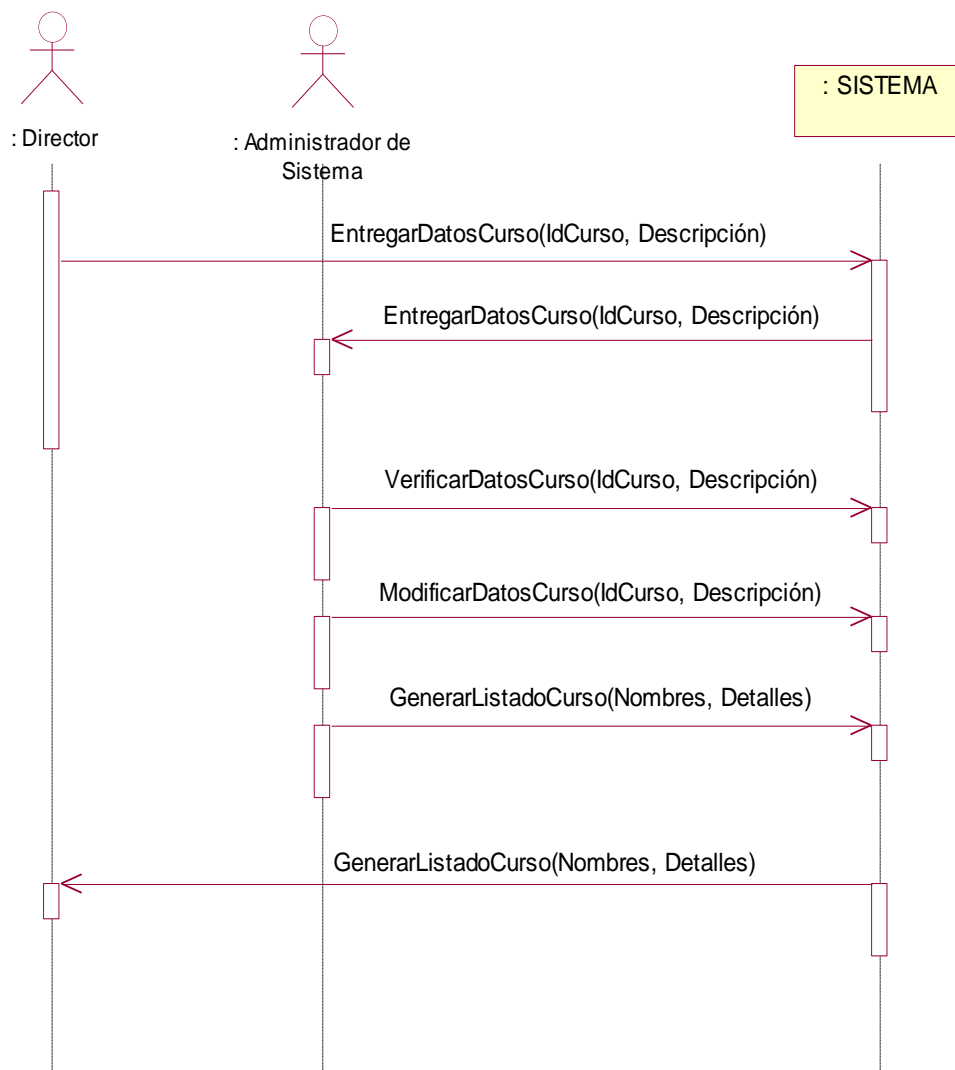 : SISTEMA
: Director
: Administrador de
Sistema
EntregarDatosCurso(IdCurso, Descripción)
EntregarDatosCurso(IdCurso, Descripción)
VerificarDatosCurso(IdCurso, Descripción)
ModificarDatosCurso(IdCurso, Descripción)
GenerarListadoCurso(Nombres, Detalles)
GenerarListadoCurso(Nombres, Detalles)